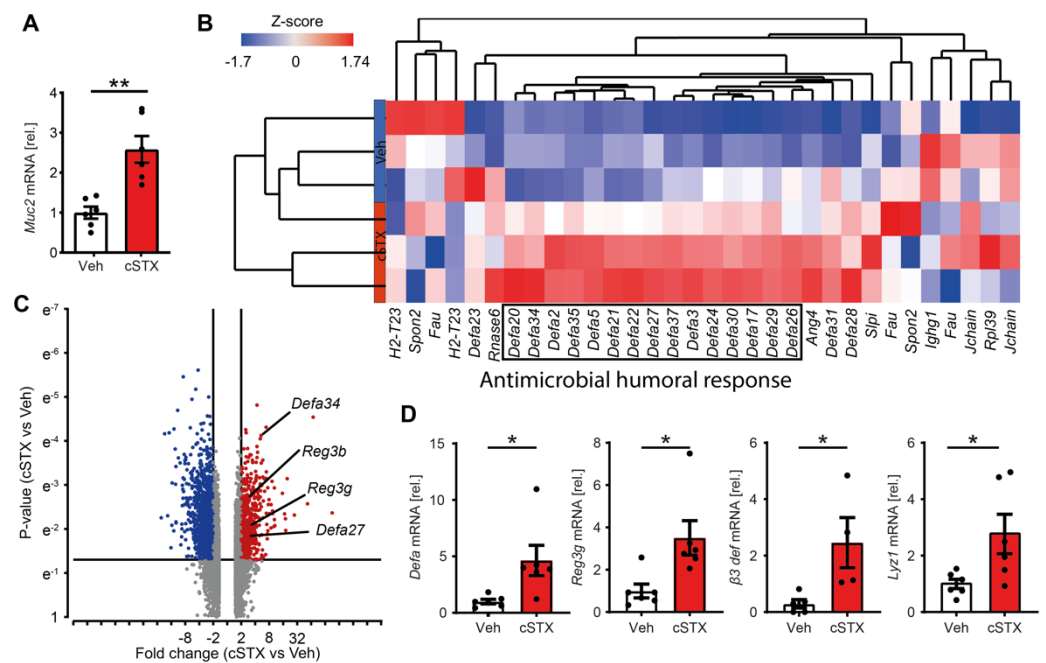 A
**
4
3
2
1
0
Muc2 mRNA [rel.]
Veh
cSTX
B
Z-score
-1.7
0
1.74
Veh
cSTX
H2-T23
Spon2
Fau
H2-T23
Defa23
Rnase6
Defa20
Defa34
Defa2
Defa35
Defa5
Defa21
Defa22
Defa27
Defa37
Defa3
Defa24
Defa30
Defa17
Defa29
Defa26
Ang4
Defa31
Defa28
Slpi
Fau
Spon2
Ighg1
Fau
Jchain
Rpl39
Jchain
Antimicrobial humoral response
C
e-7
e-6
e-5
e-4
e-3
e-2
e-1
1
P-value (cSTX vs Veh)
Defa34
Reg3b
Reg3g
Defa27
-8
-2
2
8
32
Fold change (cSTX vs Veh)
D
*
15
10
5
0
Defa mRNA [rel.]
Veh
cSTX
*
8
6
4
2
0
Reg3g mRNA [rel.]
Veh
cSTX
*
6
4
2
0
β3 def mRNA [rel.]
Veh
cSTX
*
6
4
2
0
Lyz1 mRNA [rel.]
Veh
cSTX